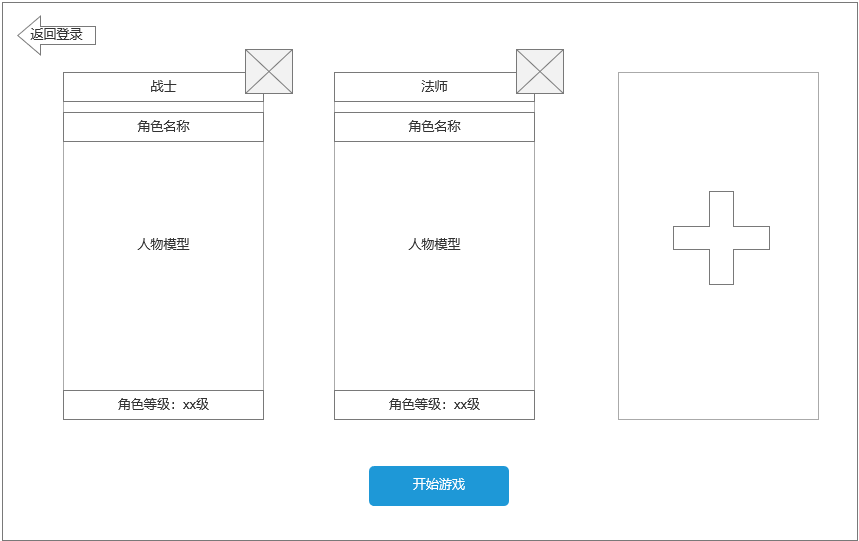 返回登录
战士
角色名称
人物模型
角色等级：xx级
法师
角色名称
人物模型
角色等级：xx级
开始游戏